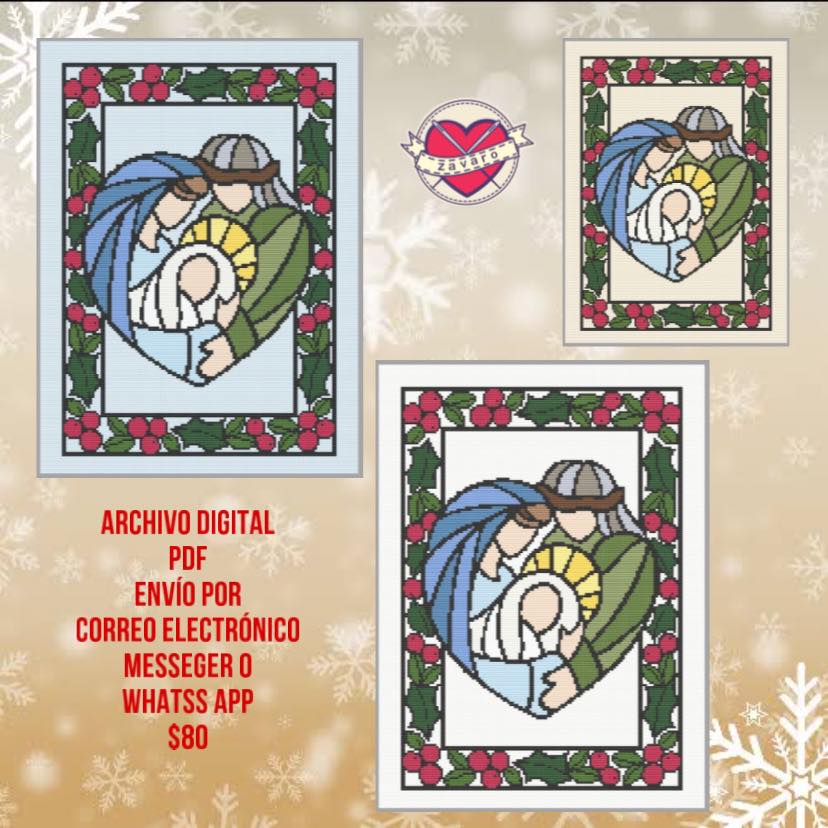 zavaro
ARCHIVO DIGITAL
PDF
ENVÍO POR
CORREO ELECTRÓNICO
MESSEGER O
WHATSS APP
$80